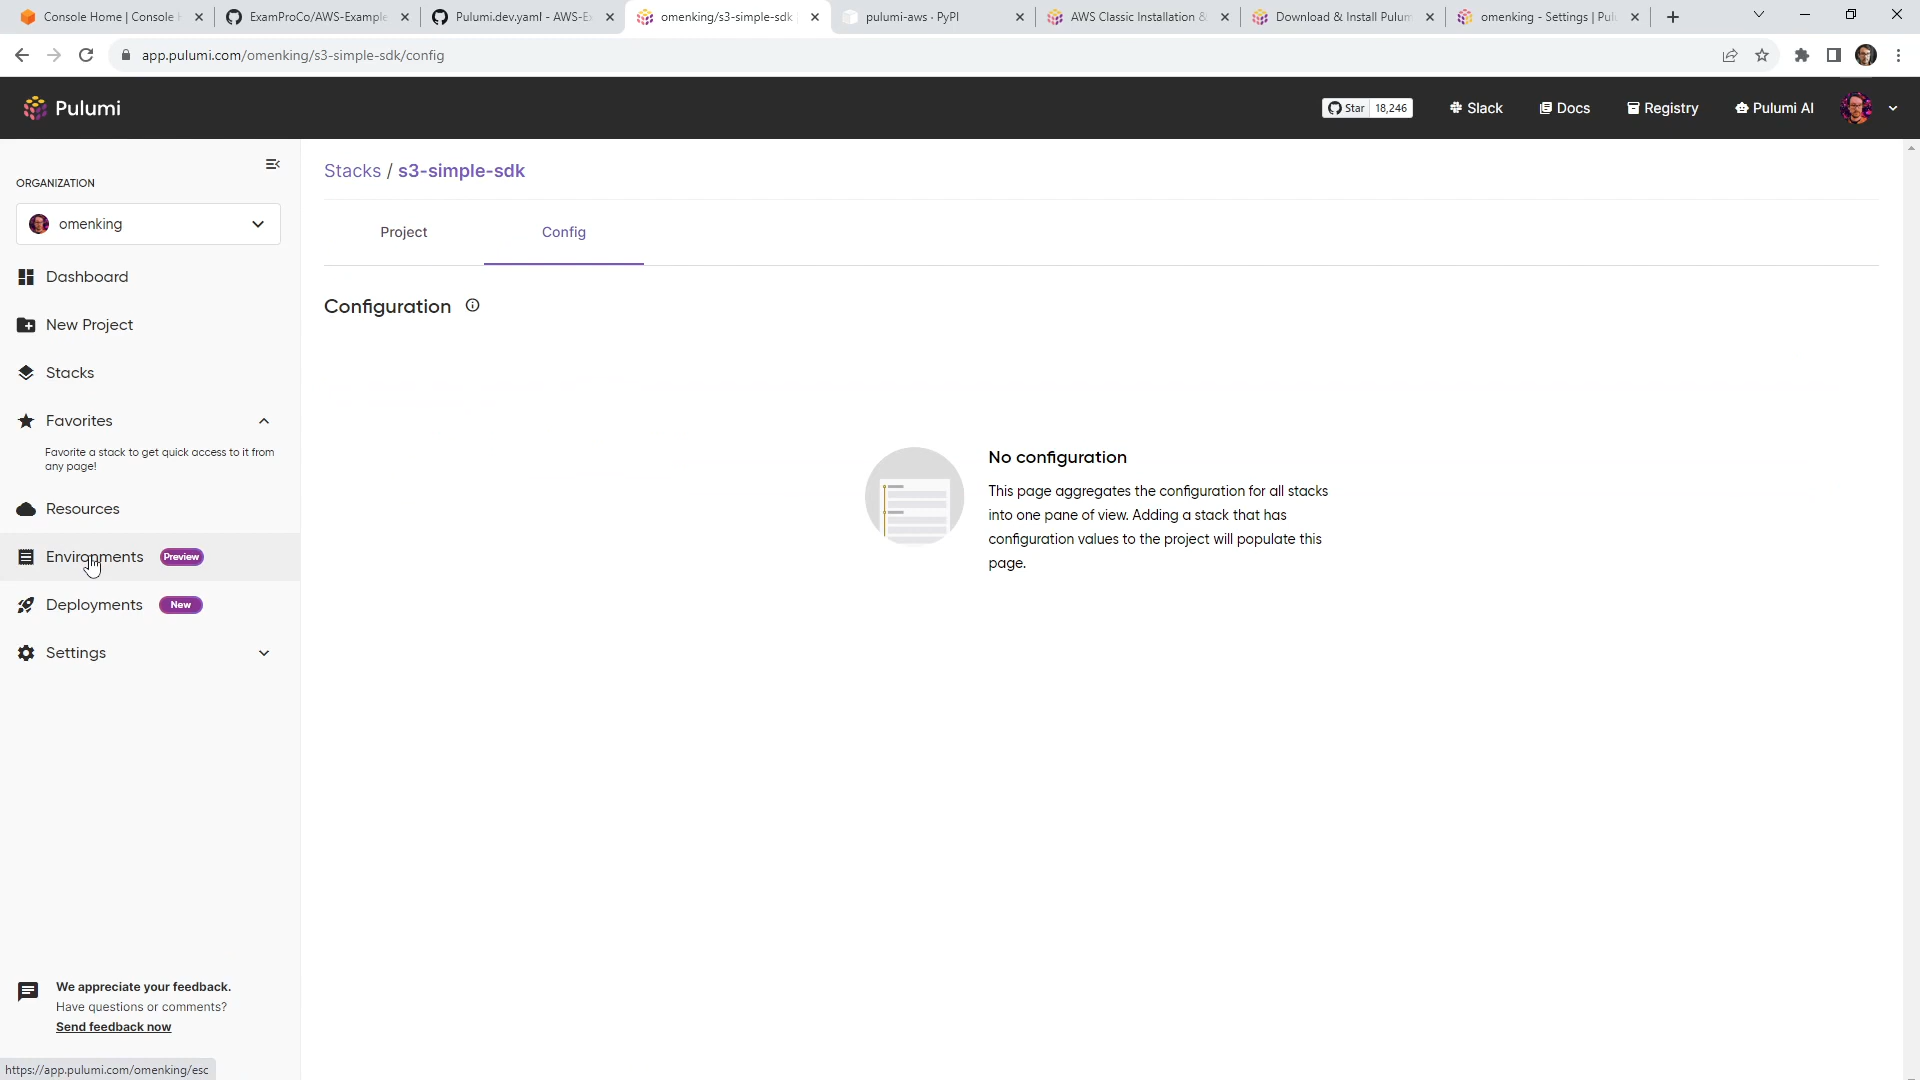 Console Home | Console H
ExamProCo/AWS-Example
Pulumi.dev.yaml - AWS-Ex
omenking/s3-simple-sdk
pulumi-aws · PyPI
AWS Classic Installation &
Download & Install Pulum
omenking - Settings | Pulu
app.pulumi.com/omenking/s3-simple-sdk/config
Pulumi
Star 18,246
Slack
Docs
Registry
Pulumi AI
ORGANIZATION
omenking
Dashboard
New Project
Stacks
Favorites
Favorite a stack to get quick access to it from
any page!
Resources
Environments Preview
Deployments New
Settings
We appreciate your feedback.
Have questions or comments?
Send feedback now
https://app.pulumi.com/omenking/esc
Stacks / s3-simple-sdk
Project
Config
Configuration
No configuration
This page aggregates the configuration for all stacks
into one pane of view. Adding a stack that has
configuration values to the project will populate this
page.